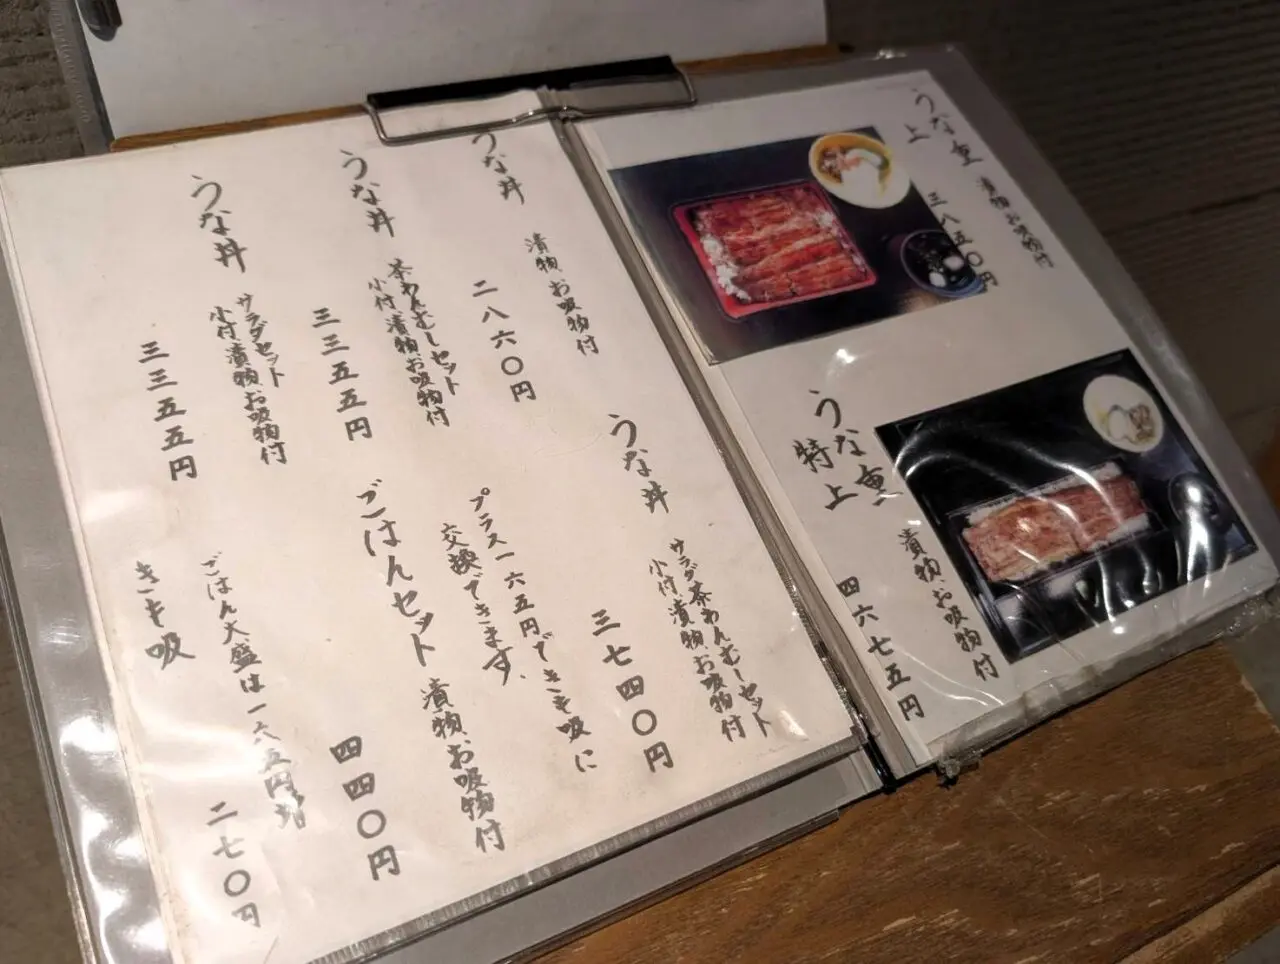 うな重
上
漬物、お吸物付
三八五〇円
うな重
特上
漬物、お吸物付
四六七五円
うな丼
漬物、お吸物付
二八六〇円
うな丼
茶わんむしセット
小付漬物、お吸物付
三三五五円
うな丼
サラダセット
小付漬物、お吸物付
三三五五円
うな丼
サラダ茶わんむしセット
小付漬物、お吸物付
三七四〇円
プラス一六五円できも吸に
交換できます。
ごはんセット
漬物、お吸物付
四四〇円
ごはん大盛は一六五円増
きも吸
二七〇円